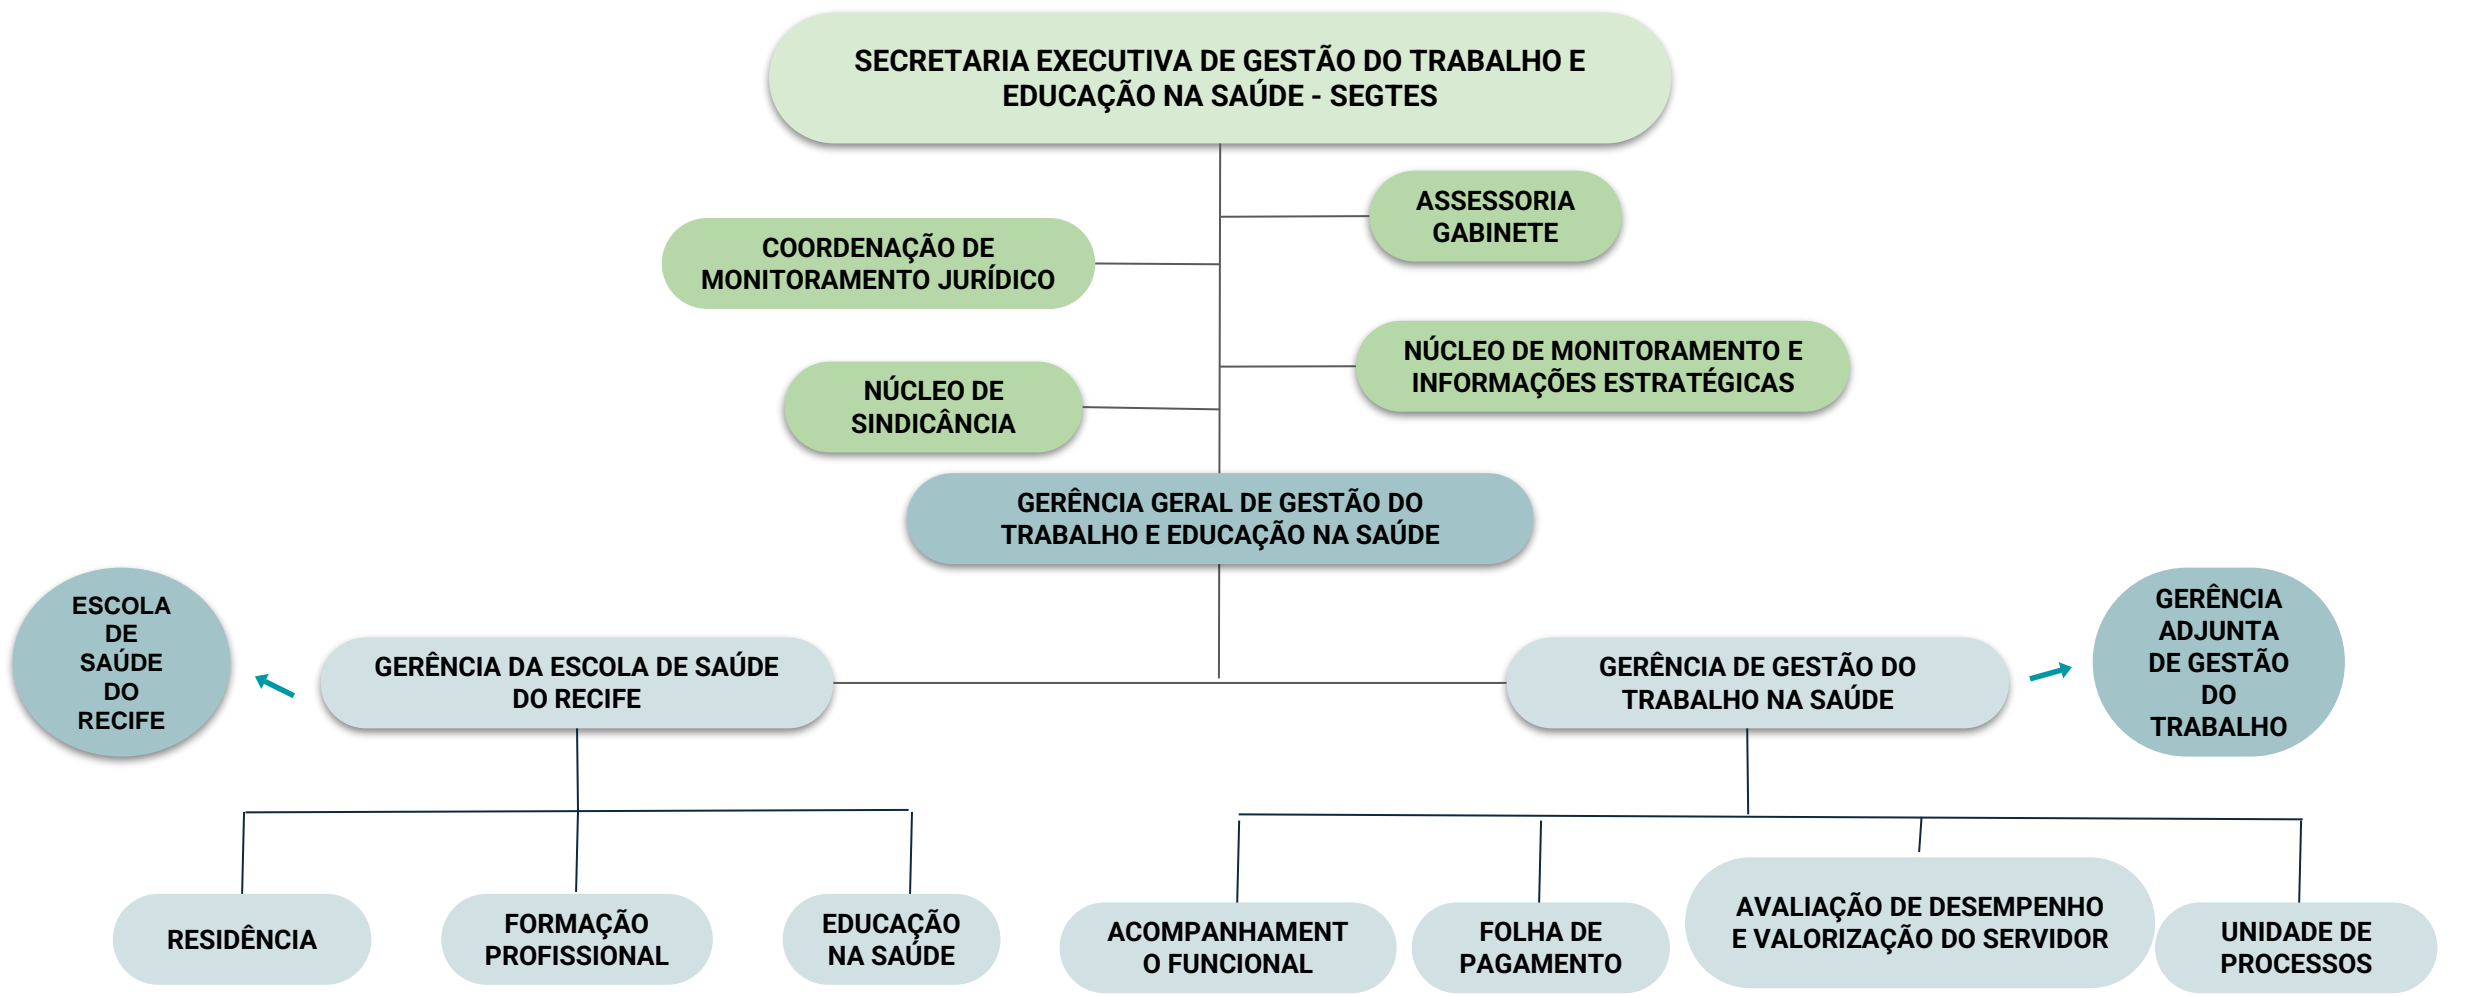 SECRETARIA EXECUTIVA DE GESTÃO DO TRABALHO E
EDUCAÇÃO NA SAÚDE - SEGTES
ASSESSORIA
GABINETE
COORDENAÇÃO DE
MONITORAMENTO JURÍDICO
NÚCLEO DE MONITORAMENTO E
INFORMAÇÕES ESTRATÉGICAS
NÚCLEO DE
SINDICÂNCIA
GERÊNCIA GERAL DE GESTÃO DO
TRABALHO E EDUCAÇÃO NA SAÚDE
ESCOLA
DE
SAÚDE
DO
RECIFE
GERÊNCIA DA ESCOLA DE SAÚDE
DO RECIFE
GERÊNCIA DE GESTÃO DO
TRABALHO NA SAÚDE
GERÊNCIA
ADJUNTA
DE GESTÃO
DO
TRABALHO
RESIDÊNCIA
FORMAÇÃO
PROFISSIONAL
EDUCAÇÃO
NA SAÚDE
ACOMPANHAMENT
O FUNCIONAL
FOLHA DE
PAGAMENTO
AVALIAÇÃO DE DESEMPENHO
E VALORIZAÇÃO DO SERVIDOR
UNIDADE DE
PROCESSOS